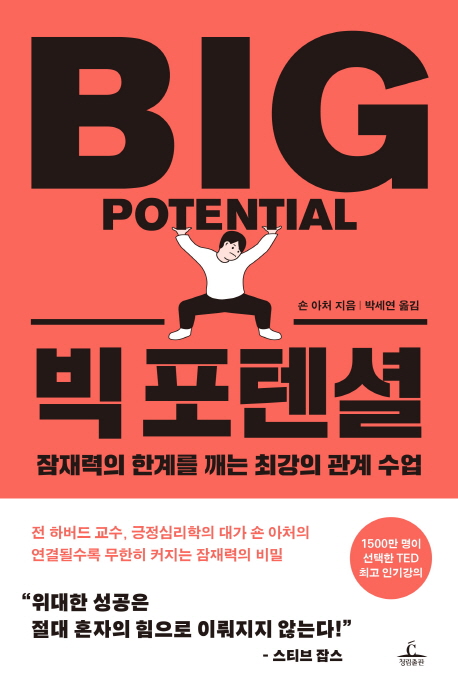 BIG
POTENTIAL
숀 아처 지음 | 박세연 옮김
빅 포텐셜
잠재력의 한계를 깨는 최강의 관계 수업
전 하버드 교수, 긍정심리학의 대가 숀 아처의
연결될수록 무한히 커지는 잠재력의 비밀
1500만 명이
선택한 TED
최고 인기강의
“위대한 성공은
절대 혼자의 힘으로 이뤄지지 않는다!”
- 스티브 잡스
청림출판